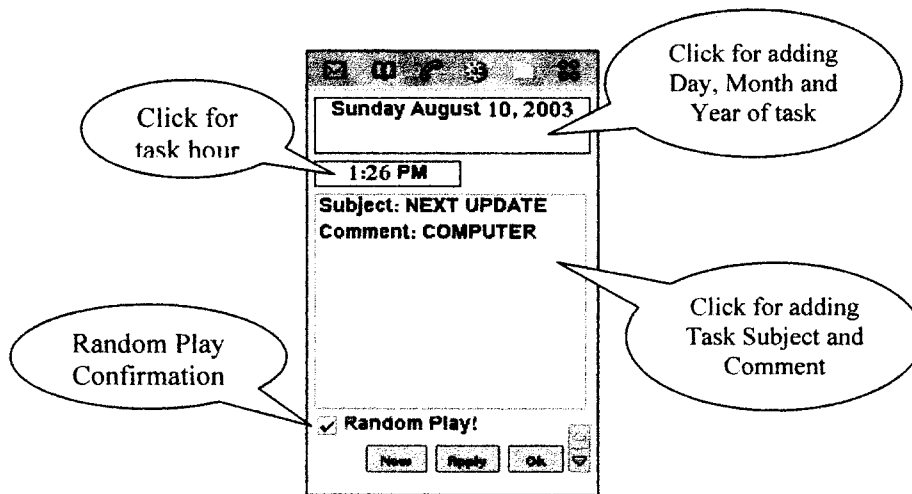 Click for adding
Day, Month and
Year of task
Sunday August 10, 2003
Click for
task hour
1:26 PM
Subject: NEXT UPDATE
Comment: COMPUTER
Click for adding
Task Subject and
Comment
Random Play
Confirmation
Random Play!
New Apply Ok